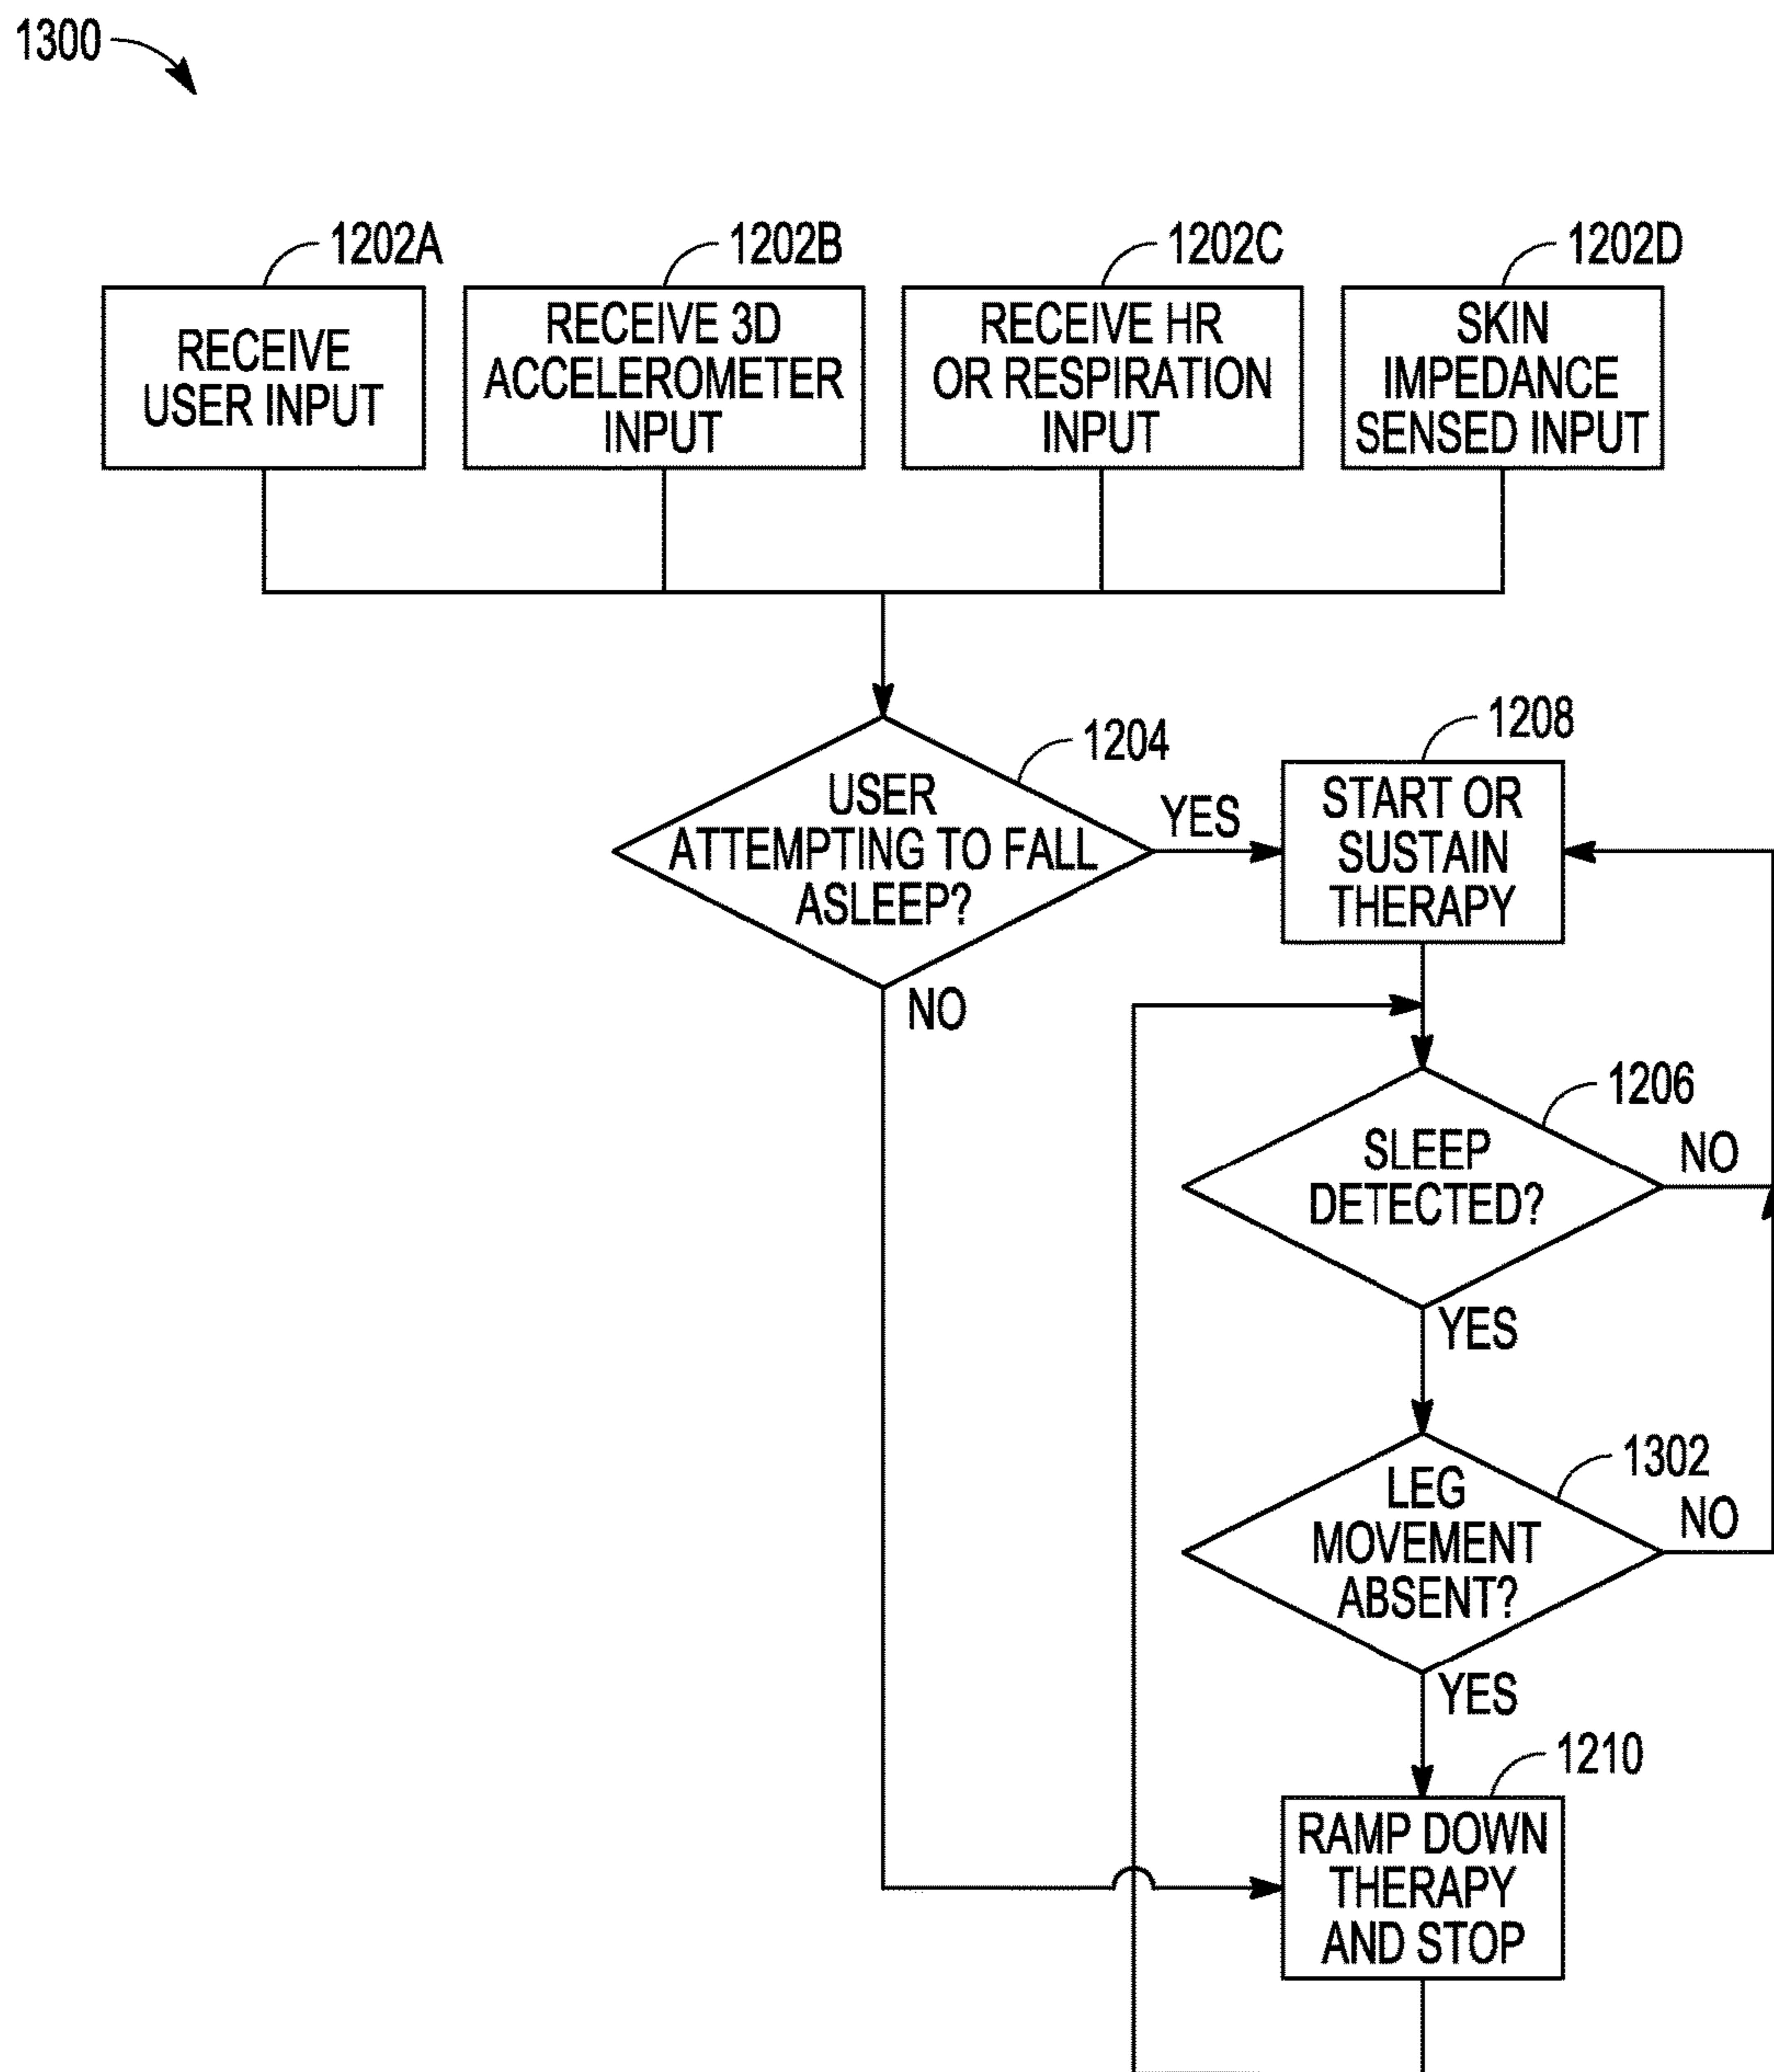 1300
1202A
1202B
1202C
1202D
RECEIVE
USER INPUT
RECEIVE 3D
ACCELEROMETER
INPUT
RECEIVE HR
OR RESPIRATION
INPUT
SKIN
IMPEDANCE
SENSED INPUT
1204
USER
ATTEMPTING TO FALL
ASLEEP?
YES
NO
1208
START OR
SUSTAIN
THERAPY
1206
SLEEP
DETECTED?
NO
YES
1302
LEG
MOVEMENT
ABSENT?
NO
YES
1210
RAMP DOWN
THERAPY
AND STOP